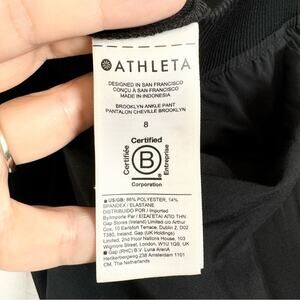 ATHLETA
DESIGNED IN SAN FRANCISCO
CONÇU À SAN FRANCISCO
MADE IN INDONESIA
BROOKLYN ANKLE PANT
PANTALON CHEVILLE BROOKLYN
8
Certified
Certifiée
B
Entreprise
Corporation
US/GB: 86% POLYESTER, 14%
SPANDEX / ELASTANE
DISTRIBUIDO POR / Imported
By/Importé Par / ΕΙΣΑΓΕΤΑΙ ΑΠΟ ΤΗΝ:
Gap Stores (Ireland) Limited c/o Arthur
Cox, 10 Earlsfort Terrace, Dublin 2, D02
T380, Ireland, Gap (UK Holdings)
Limited, 2nd Floor Nations House, 103
Wigmore Street, London, W1U 1QS, UK
Gap (RHC) B.V. Luna ArenA
Herikerbergweg 238 Amsterdam 1101
CM, The Netherlands